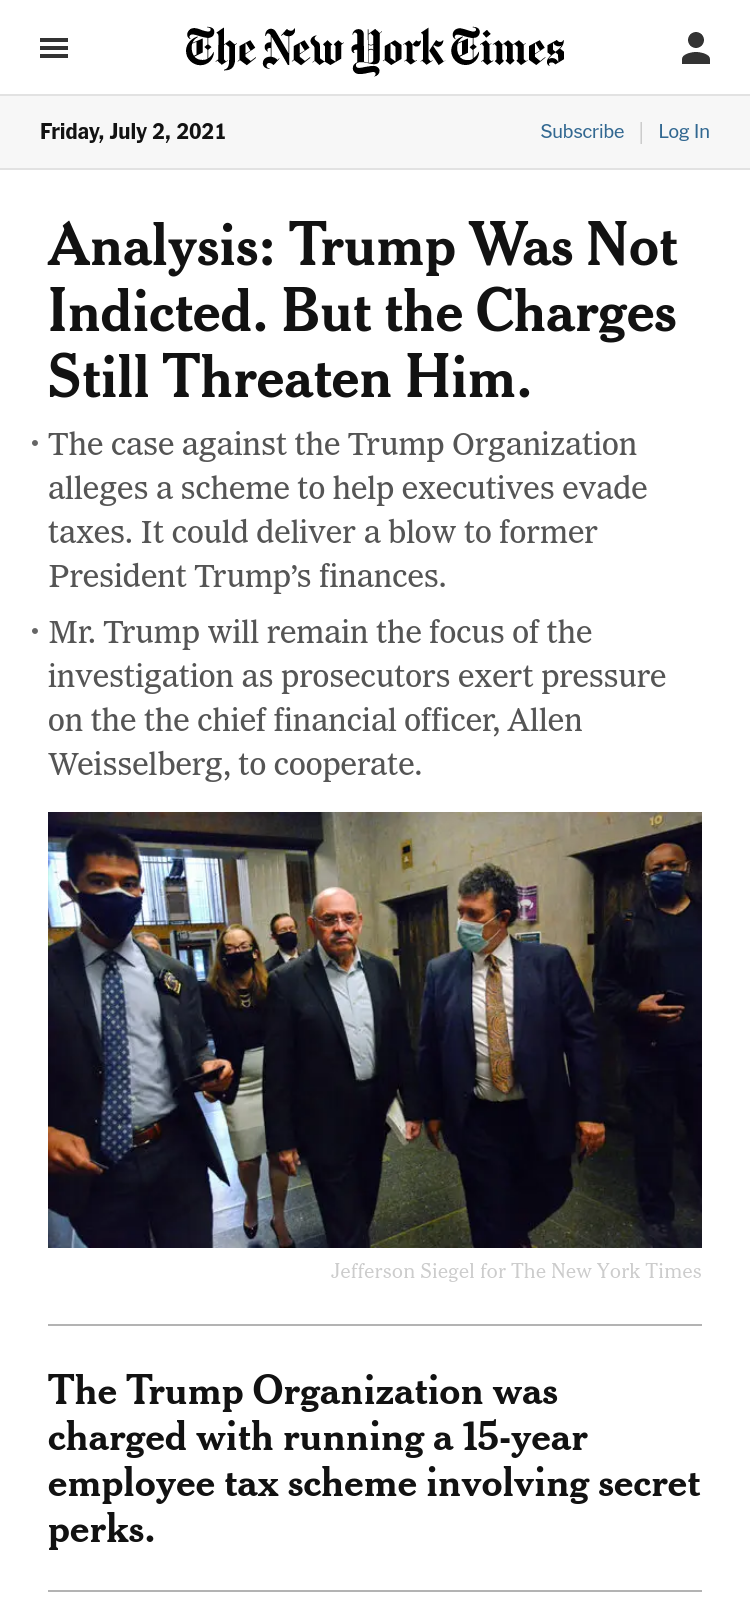 The New York Times
Friday, July 2, 2021
Subscribe
Log In
Analysis: Trump Was Not
Indicted. But the Charges
Still Threaten Him.
• The case against the Trump Organization
alleges a scheme to help executives evade
taxes. It could deliver a blow to former
President Trump’s finances.
• Mr. Trump will remain the focus of the
investigation as prosecutors exert pressure
on the the chief financial officer, Allen
Weisselberg, to cooperate.
10
Jefferson Siegel for The New York Times
The Trump Organization was
charged with running a 15-year
employee tax scheme involving secret
perks.